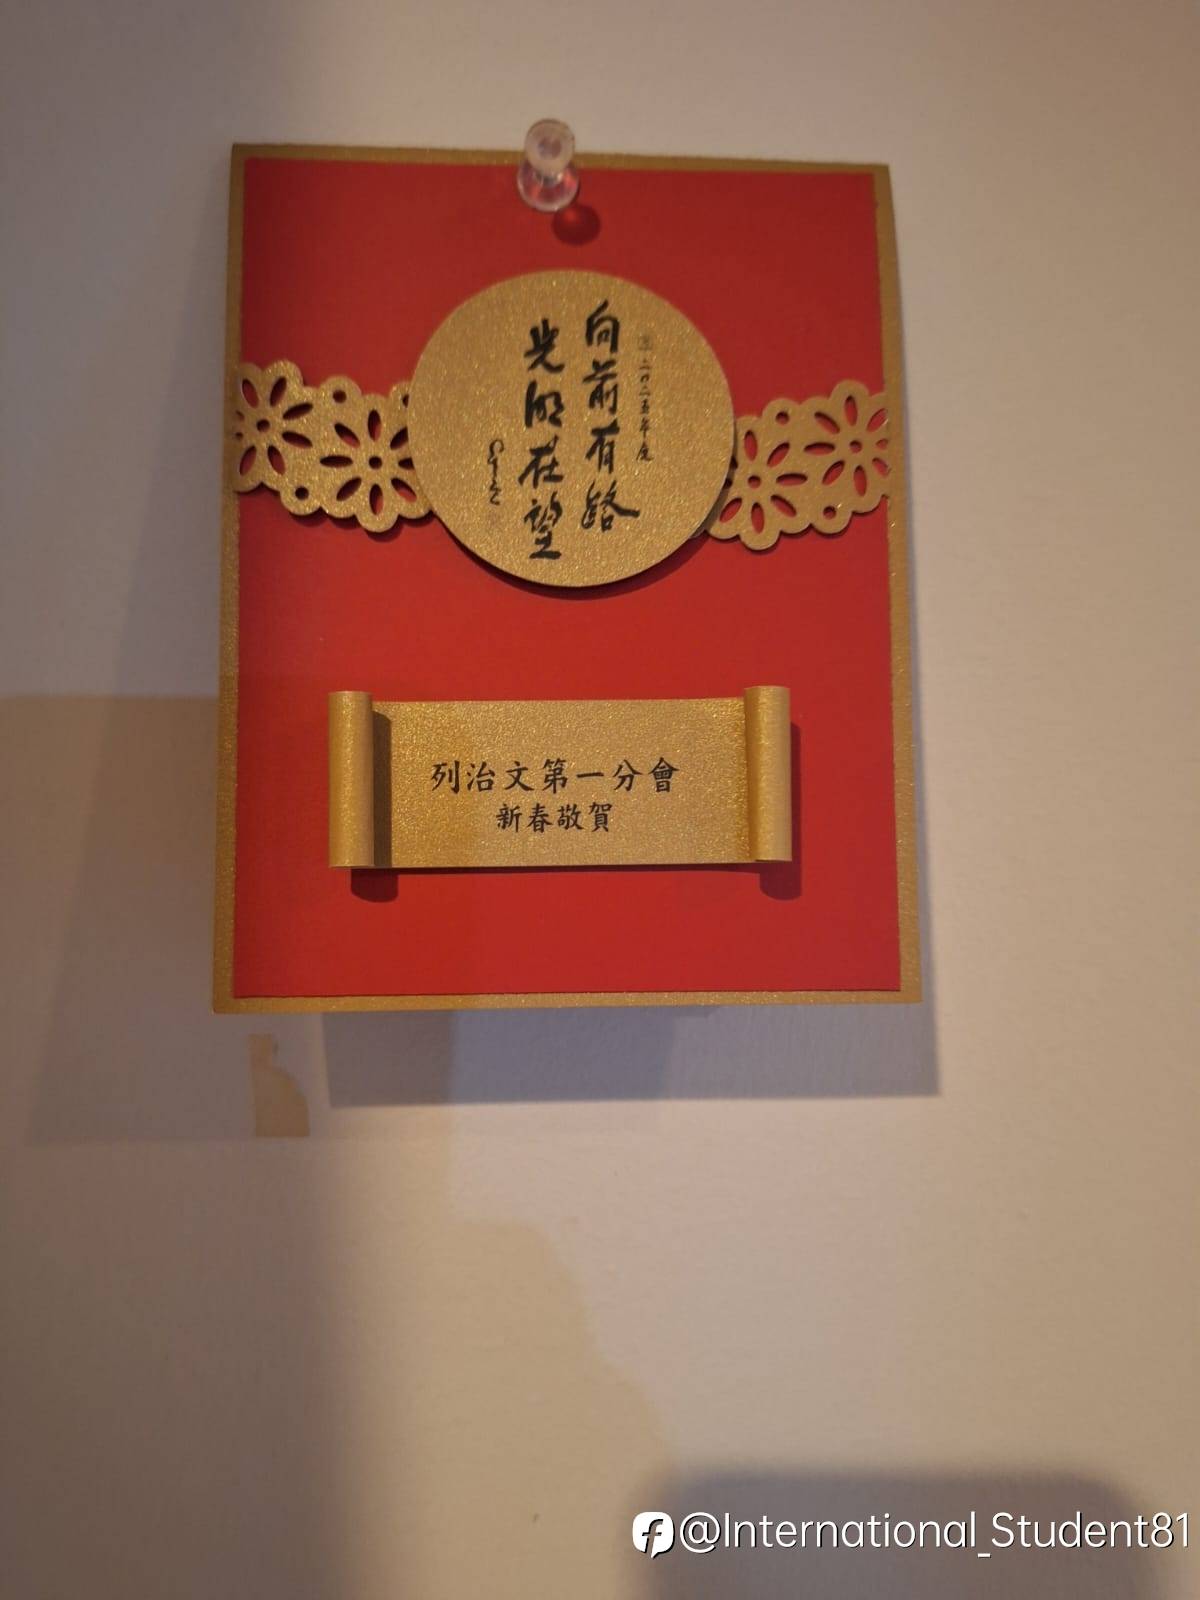 二〇二五年度
向前有路
光明在望
列治文第一分會
新春敬賀
@International_Student81